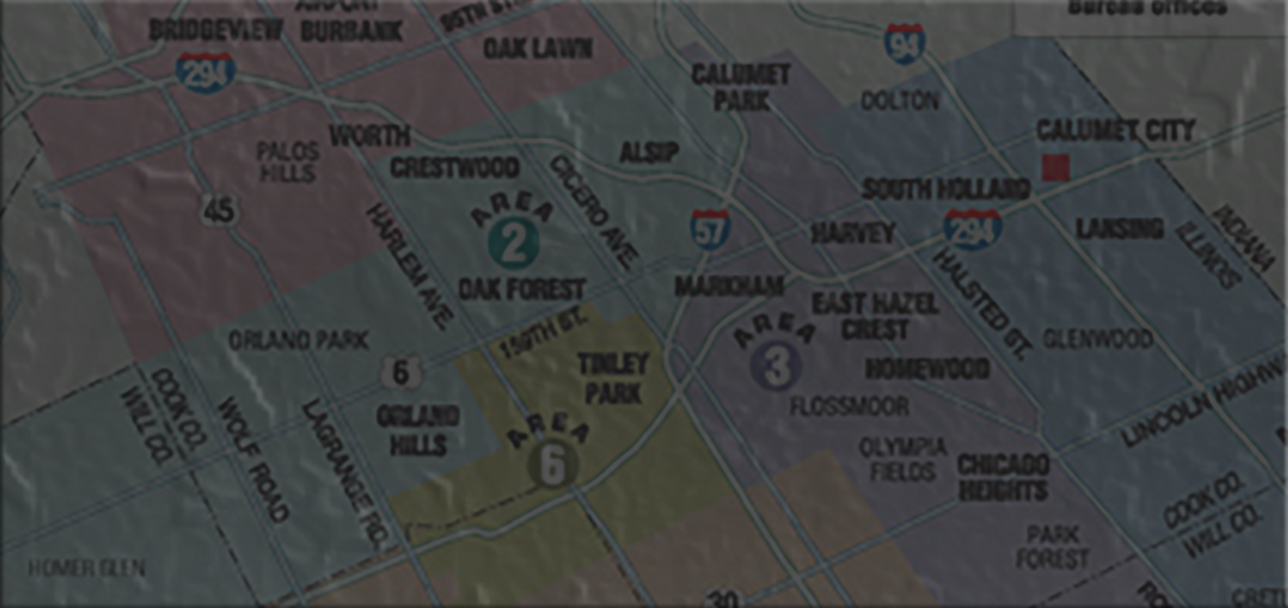 Bureau offices
BRIDGEVIEW
BURBANK
95TH ST.
OAK LAWN
294
94
CALUMET
PARK
DOLTON
CALUMET CITY
WORTH
PALOS
HILLS
CRESTWOOD
ALSIP
CICERO AVE.
SOUTH HOLLAND
45
AREA
2
57
HARVEY
294
LANSING
INDIANA
ILLINOIS
HARLEM AVE.
OAK FOREST
MARKHAM
EAST HAZEL
CREST
HALSTED ST.
ORLAND PARK
159TH ST.
TINLEY
PARK
AREA
3
GLENWOOD
6
HOMEWOOD
COOK CO.
WILL CO.
WOLF ROAD
LAGRANGE RD.
ORLAND
HILLS
AREA
6
FLOSSMOOR
LINCOLN HIGHW
OLYMPIA
FIELDS
CHICAGO
HEIGHTS
COOK CO.
WILL CO.
PARK
FOREST
HOMER GLEN
30
CRET